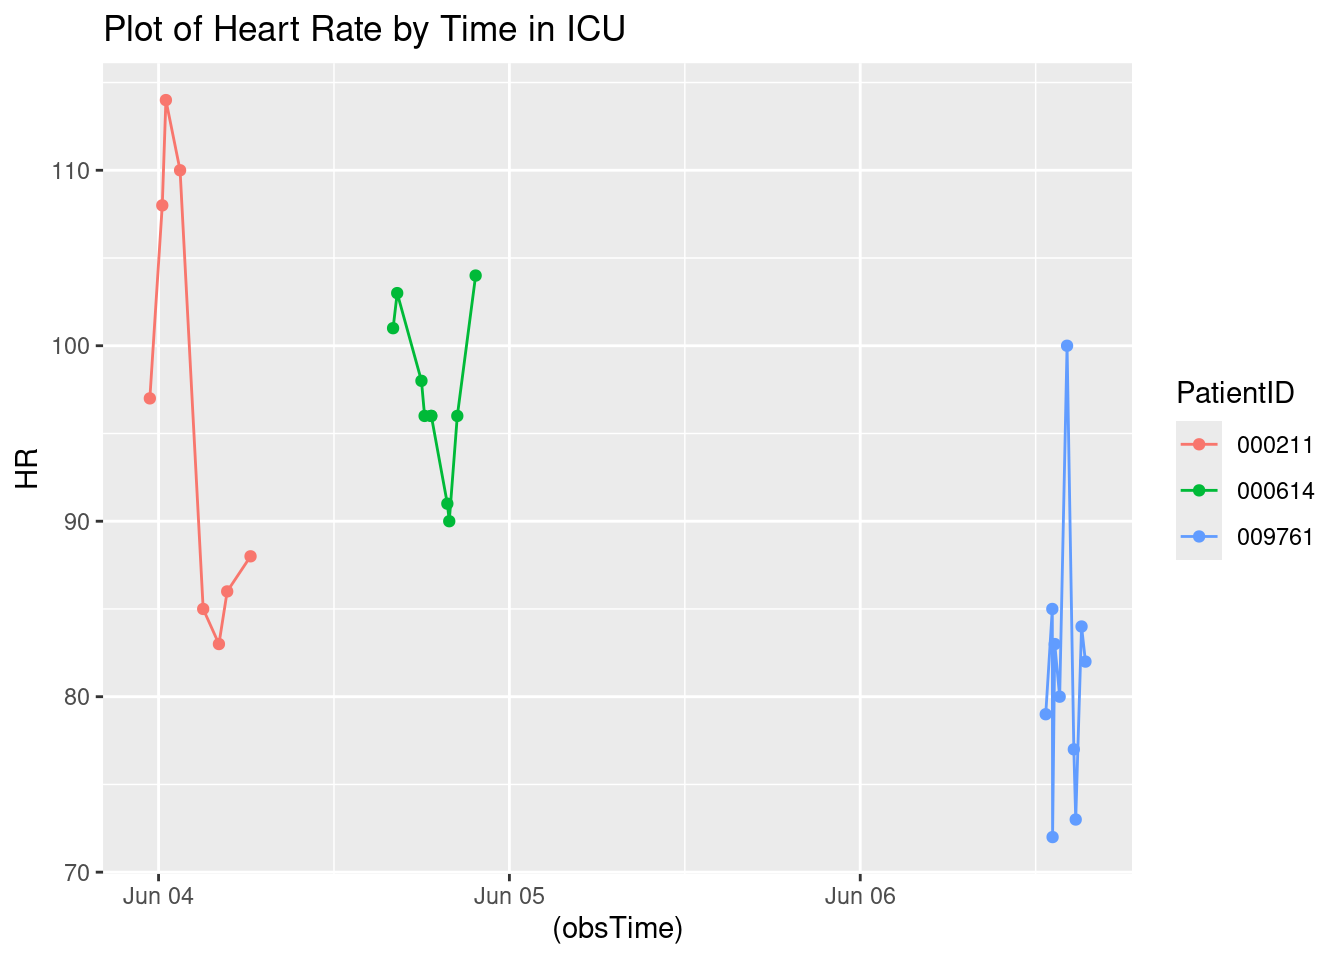 Plot of Heart Rate by Time in ICU
110
100
90
80
70
HR
Jun 04
Jun 05
Jun 06
(obsTime)
PatientID
000211
000614
009761